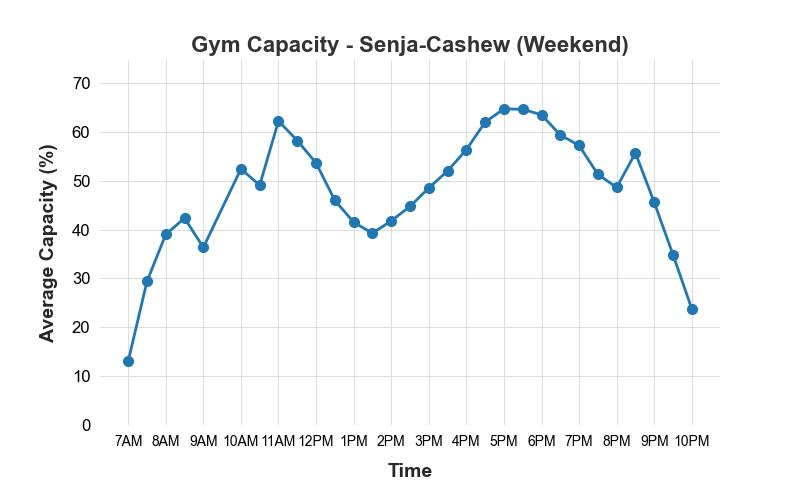 Gym Capacity - Senja-Cashew (Weekend)
Average Capacity (%)
70
60
50
40
30
20
10
0
7AM 8AM 9AM 10AM 11AM 12PM 1PM 2PM 3PM 4PM 5PM 6PM 7PM 8PM 9PM 10PM
Time